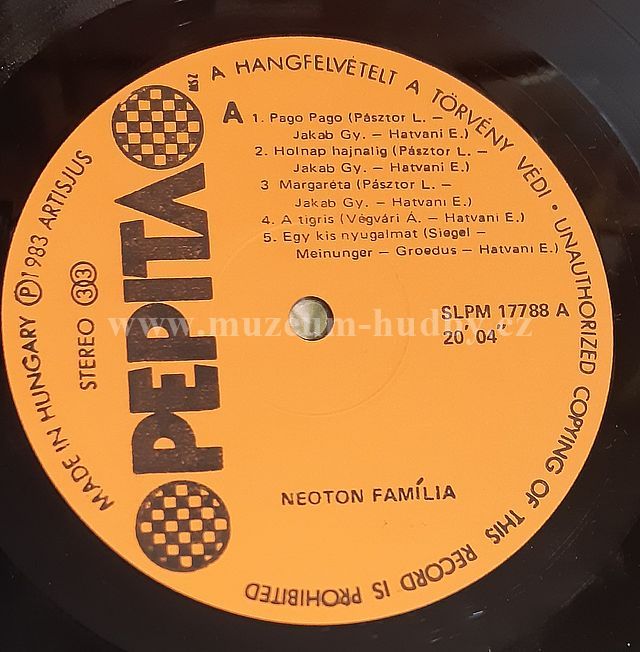 A HANGFELVÉTELT A TÖRVÉNY VÉDI • UNAUTHORIZED COPYING OF THIS RECORD IS PROHIBITED
MADE IN HUNGARY Ⓟ 1983 ARTISJUS
MSZ
STEREO 33
PEPITA
A
1. Pago Pago (Pásztor L. –
Jakab Gy. – Hatvani E.)
2. Holnap hajnalig (Pásztor L. –
Jakab Gy. – Hatvani E.)
3 Margaréta (Pásztor L. –
Jakab Gy. – Hatvani E.)
4. A tigris (Végvári Á. – Hatvani E.)
5. Egy kis nyugalmat (Siegel –
Meinunger – Groedus – Hatvani E.)
SLPM 17788 A
20' 04"
www.muzeum-hudby.cz
NEOTON FAMÍLIA